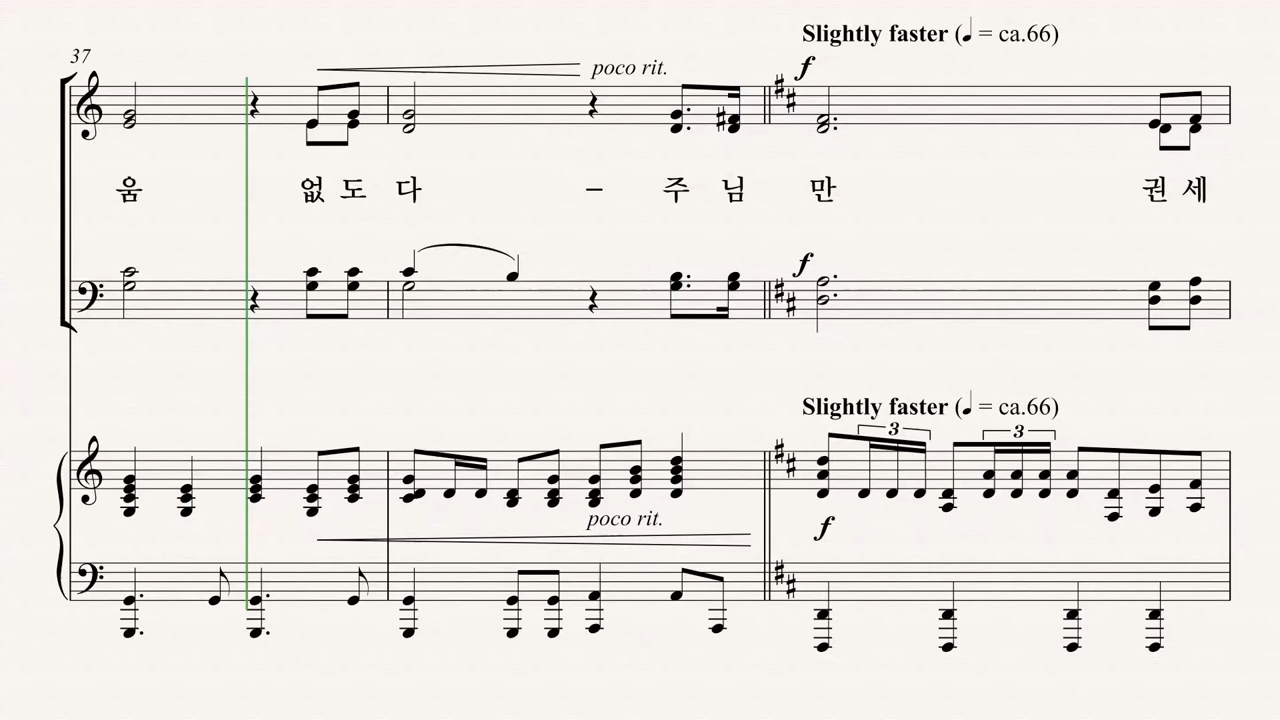 Slightly faster (♩ = ca.66)
37
poco rit.
f
움 없 도 다 – 주 님 만 권 세
f
Slightly faster (♩ = ca.66)
3 3
poco rit.
f